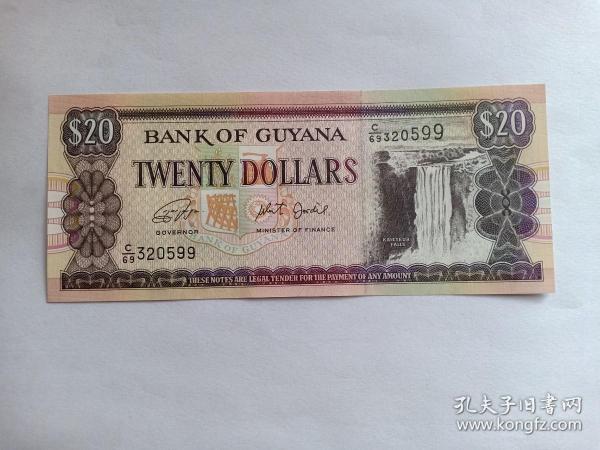 $20
BANK OF GUYANA
C/69 320599
$20
TWENTY DOLLARS
GOVERNOR
MINISTER OF FINANCE
KAIETEUR
FALLS
BANK OF GUYANA
C/69 320599
THESE NOTES ARE LEGAL TENDER FOR THE PAYMENT OF ANY AMOUNT
孔夫子旧书网
www.kongfz.com